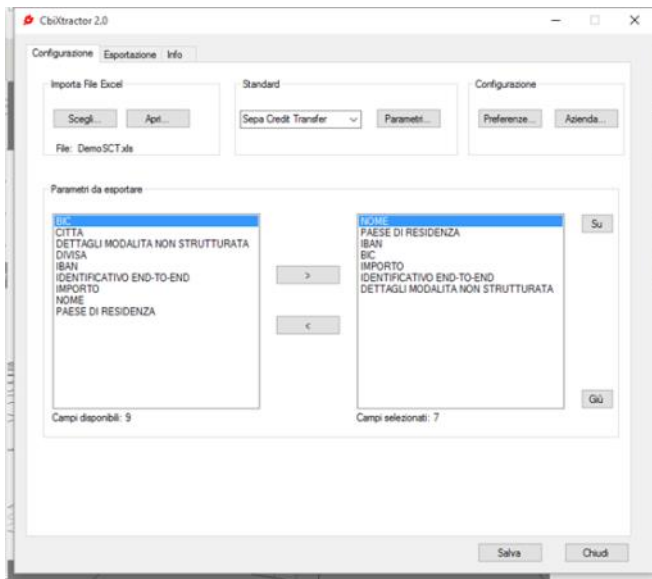 CbiXtractor 2.0
Configurazione Esportazione Info
Importa File Excel
Scegli... Apri...
File: DemoSCT.xls
Standard
Sepa Credit Transfer Parametri...
Configurazione
Preferenze... Azienda...
Parametri da esportare
BIC
CITTA
DETTAGLI MODALITA NON STRUTTURATA
DIVISA
IBAN
IDENTIFICATIVO END-TO-END
IMPORTO
NOME
PAESE DI RESIDENZA
Campi disponibili: 9
>
<
NOME
PAESE DI RESIDENZA
IBAN
BIC
IMPORTO
IDENTIFICATIVO END-TO-END
DETTAGLI MODALITA NON STRUTTURATA
Campi selezionati: 7
Su
Giù
Salva Chiudi